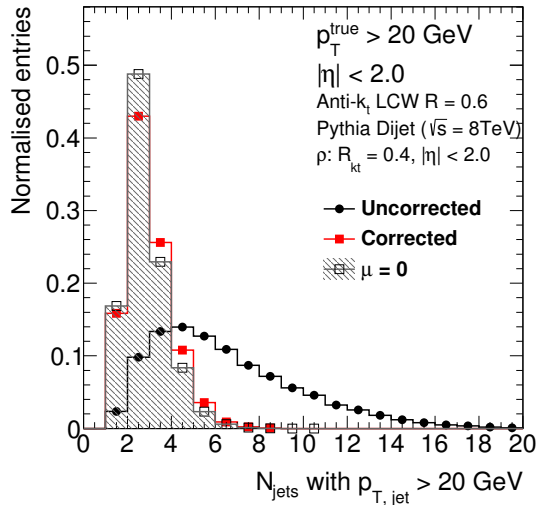 p_T^true > 20 GeV
|η| < 2.0
Anti-k_t LCW R = 0.6
Pythia Dijet (√s = 8TeV)
ρ: R_kt = 0.4, |η| < 2.0
Uncorrected
Corrected
μ = 0
Normalised entries
0.5
0.4
0.3
0.2
0.1
0
0 2 4 6 8 10 12 14 16 18 20
N_jets with p_T, jet > 20 GeV